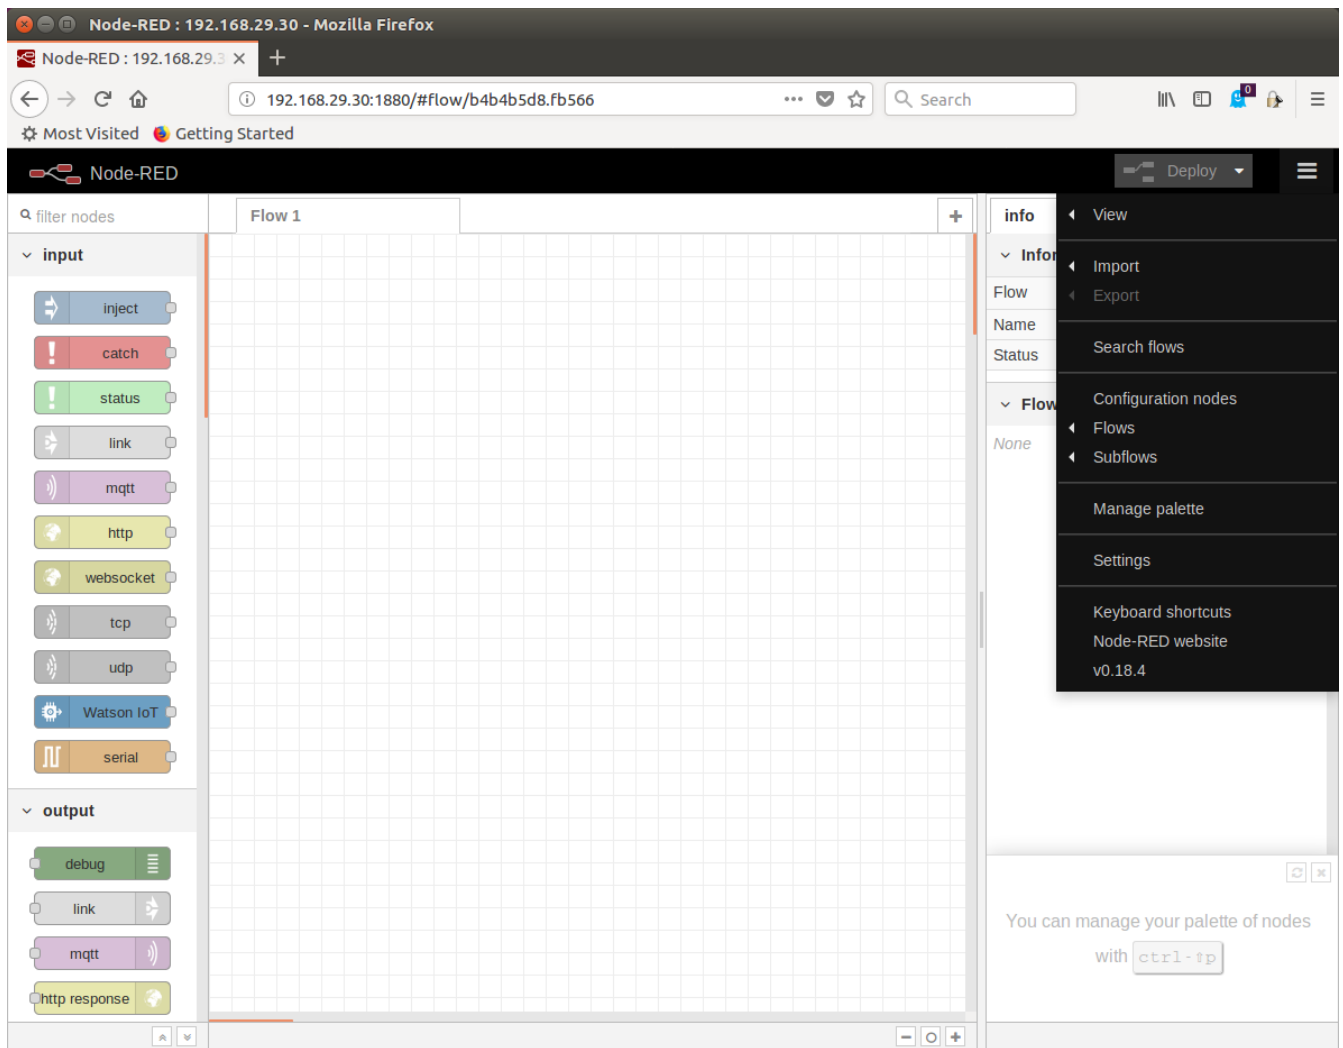 Node-RED : 192.168.29.30 - Mozilla Firefox
Node-RED : 192.168.29.3
192.168.29.30:1880/#flow/b4b4b5d8.fb566
Search
0
Most Visited
Getting Started
Node-RED
Deploy
filter nodes
Flow 1
info
input
inject
catch
status
link
mqtt
http
websocket
tcp
udp
Watson IoT
serial
output
debug
link
mqtt
http response
Flow
Name
Status
Flow
None
View
Import
Export
Search flows
Configuration nodes
Flows
Subflows
Manage palette
Settings
Keyboard shortcuts
Node-RED website
v0.18.4
You can manage your palette of nodes
with ctrl-⇧p